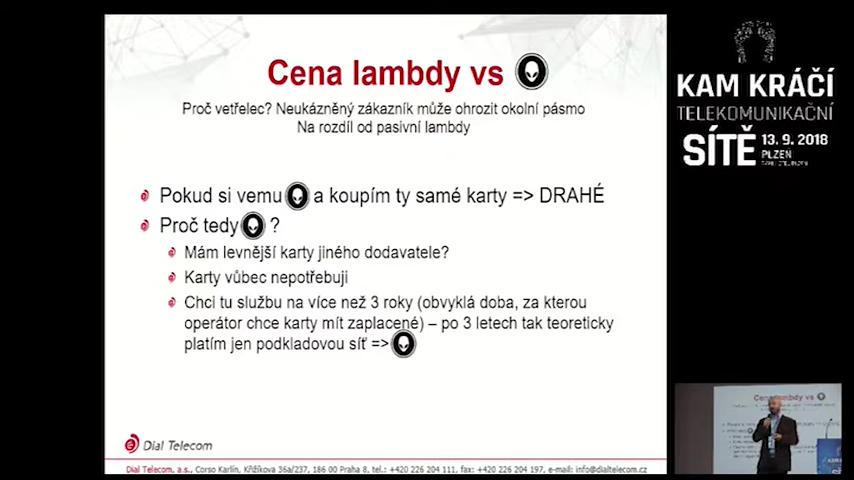 Cena lambdy vs
Proč vetřelec? Neukázněný zákazník může ohrozit okolní pásmo
Na rozdíl od pasivní lambdy
Pokud si vemu a koupím ty samé karty => DRAHÉ
Proč tedy ?
Mám levnější karty jiného dodavatele?
Karty vůbec nepotřebuji
Chci tu službu na více než 3 roky (obvyklá doba, za kterou
operátor chce karty mít zaplacené) – po 3 letech tak teoreticky
platím jen podkladovou síť =>
Dial Telecom
Dial Telecom, a.s., Corso Karlín, Křižíkova 36a/237, 186 00 Praha 8, tel.: +420 226 204 111, fax: +420 226 204 197, e-mail: info@dialtelecom.cz
KAM KRÁČÍ
TELEKOMUNIKAČNÍ
SÍTĚ 13. 9. 2018
PLZEŇ
Cena lambdy vs